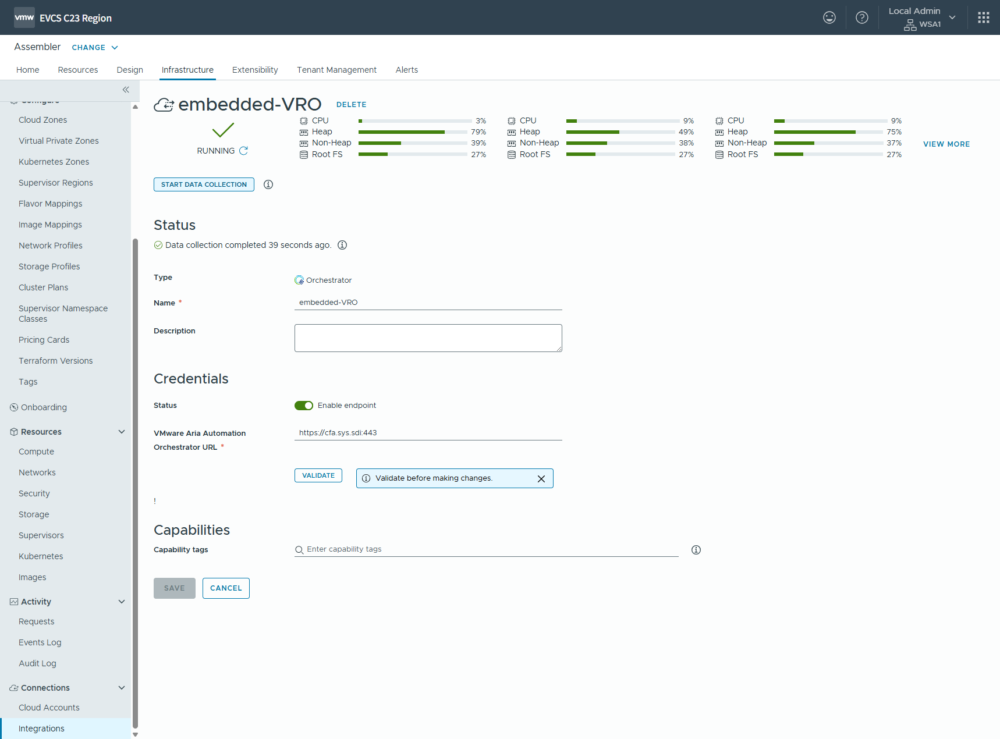 vmw EVCS C23 Region
Local Admin
WSA1
Assembler CHANGE
Home Resources Design Infrastructure Extensibility Tenant Management Alerts
Configure
Cloud Zones
Virtual Private Zones
Kubernetes Zones
Supervisor Regions
Flavor Mappings
Image Mappings
Network Profiles
Storage Profiles
Cluster Plans
Supervisor Namespace
Classes
Pricing Cards
Terraform Versions
Tags
Onboarding
Resources
Compute
Networks
Security
Storage
Supervisors
Kubernetes
Images
Activity
Requests
Events Log
Audit Log
Connections
Cloud Accounts
Integrations
embedded-VRO DELETE
RUNNING
CPU 3%
Heap 79%
Non-Heap 39%
Root FS 27%
CPU 9%
Heap 49%
Non-Heap 38%
Root FS 27%
CPU 9%
Heap 75%
Non-Heap 37%
Root FS 27%
VIEW MORE
START DATA COLLECTION
Status
Data collection completed 39 seconds ago.
Type Orchestrator
Name * embedded-VRO
Description
Credentials
Status Enable endpoint
VMware Aria Automation
Orchestrator URL *
https://cfa.sys.sdi:443
VALIDATE Validate before making changes.
!
Capabilities
Capability tags Enter capability tags
SAVE CANCEL